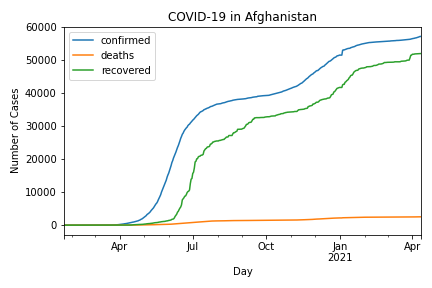 COVID-19 in Afghanistan
confirmed
deaths
recovered
Number of Cases
60000
50000
40000
30000
20000
10000
0
Apr
Jul
Oct
Jan
2021
Apr
Day